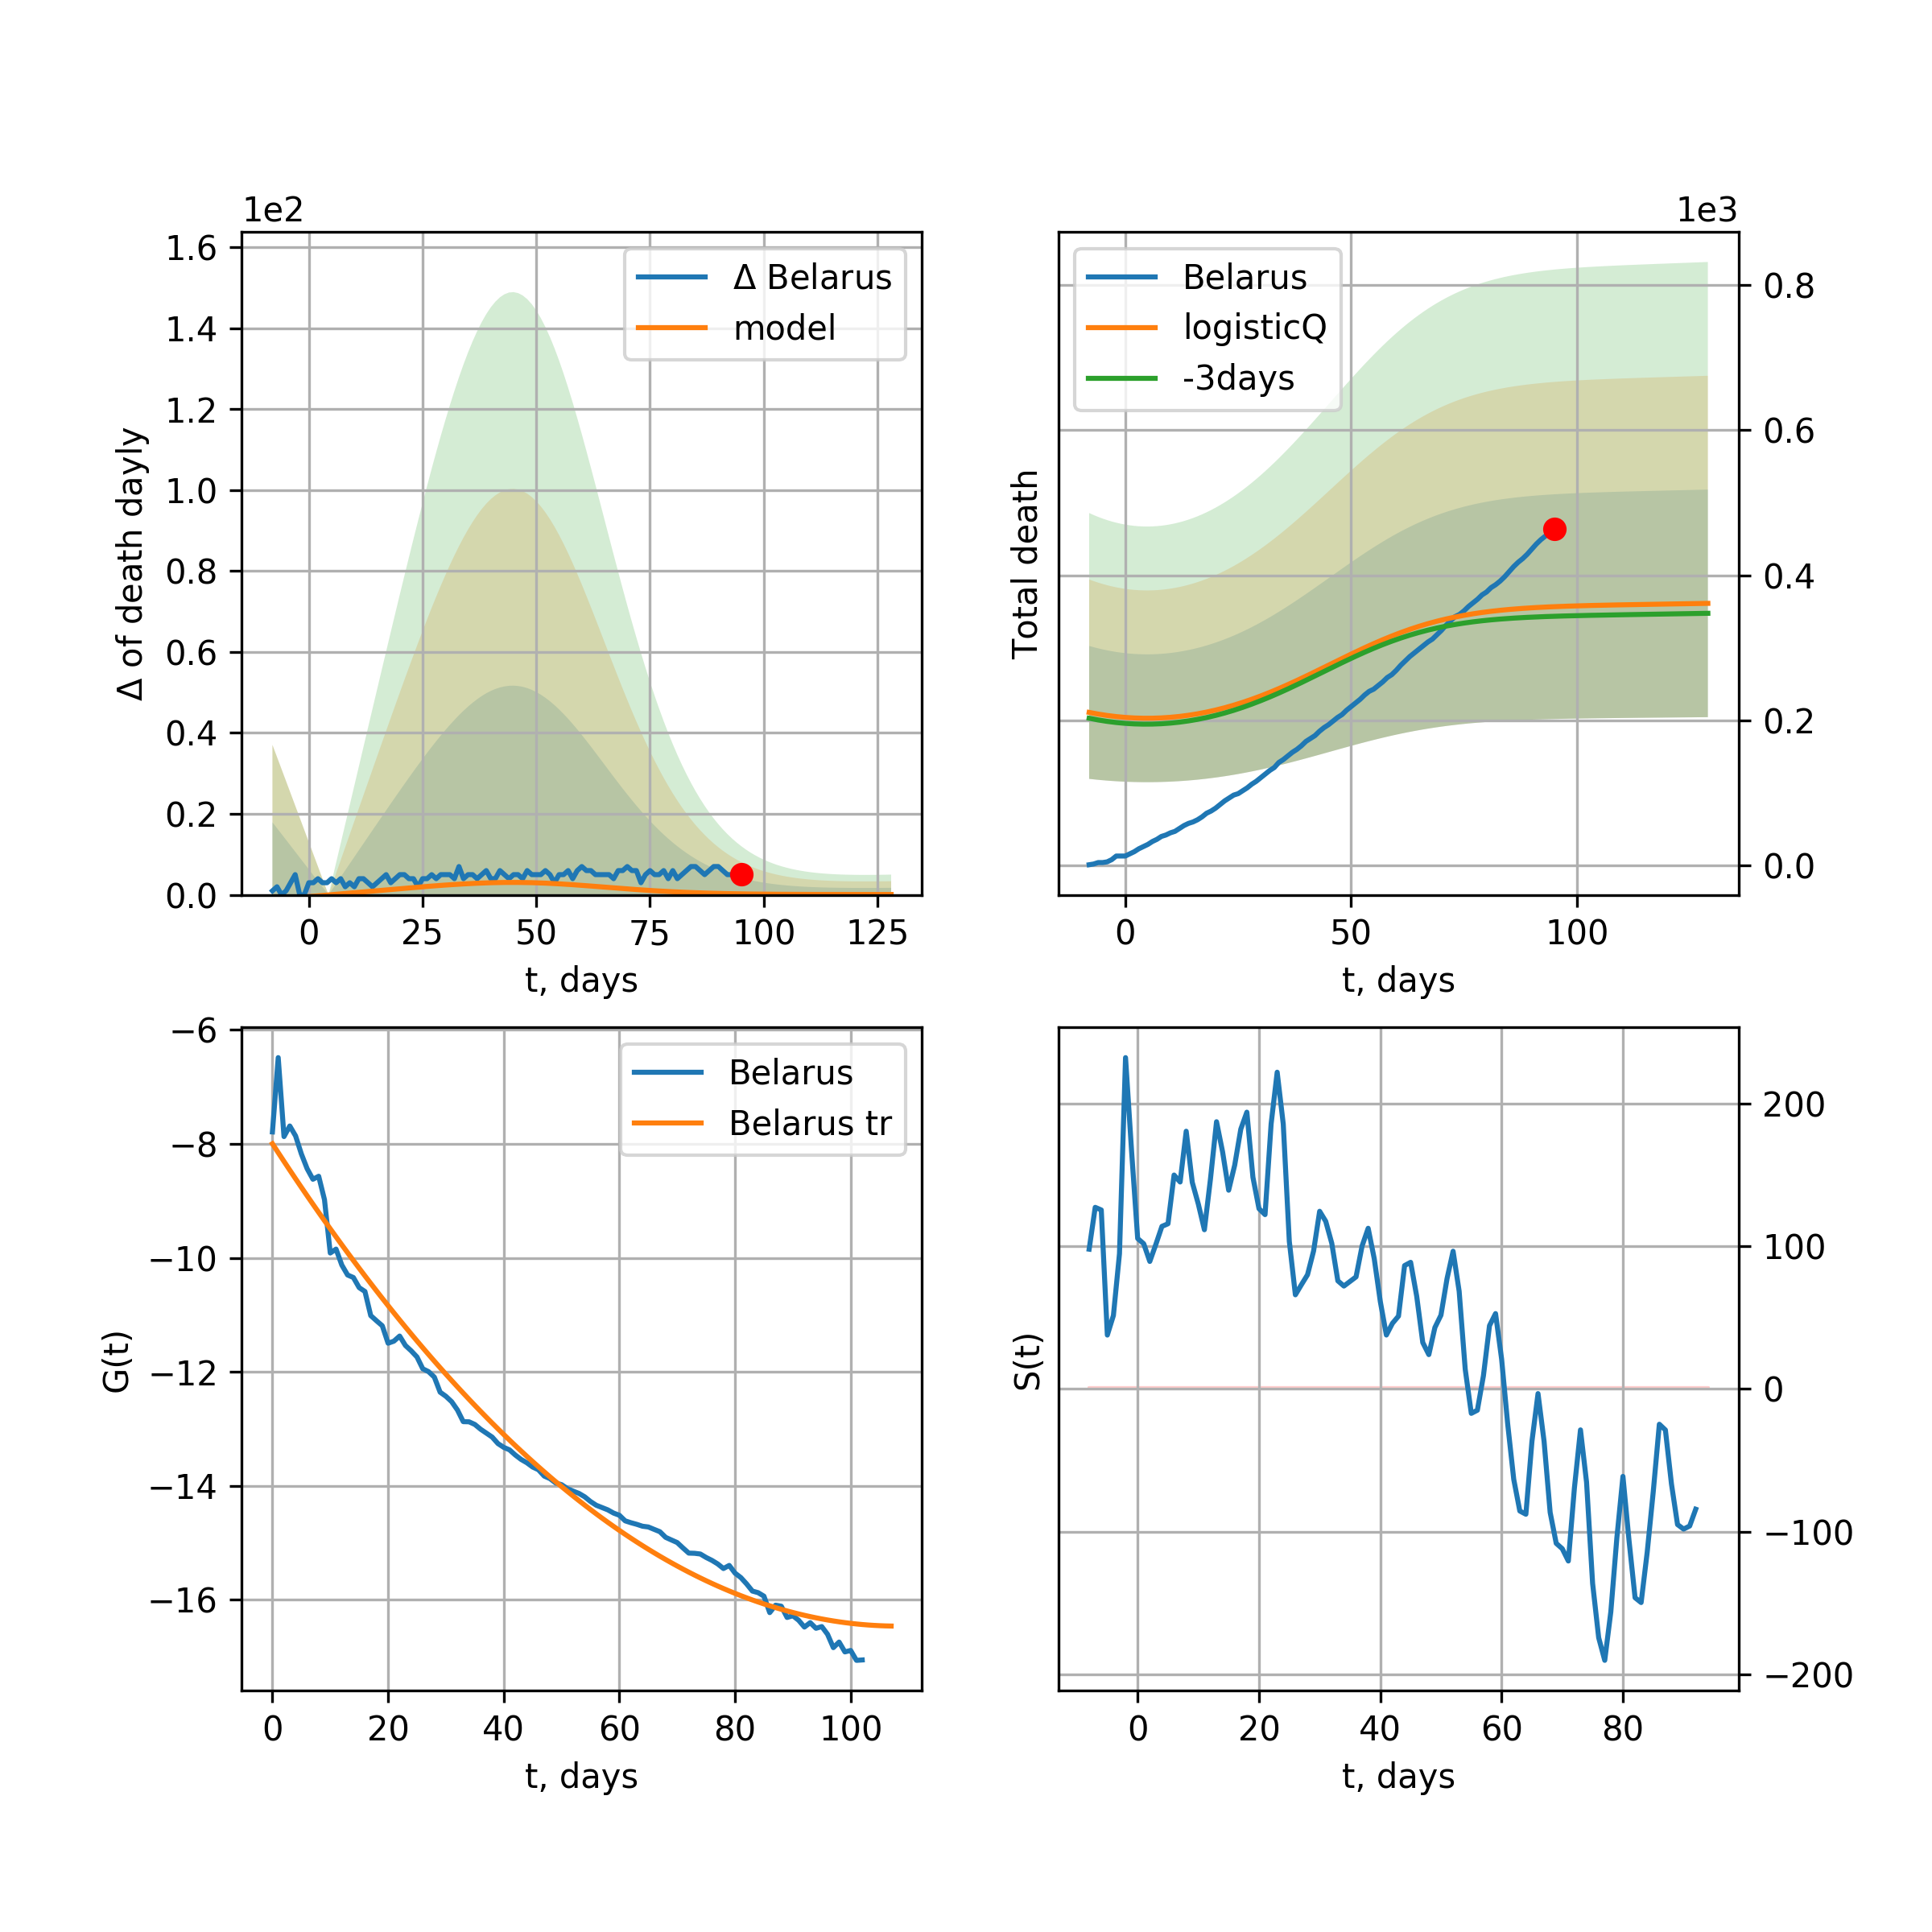 1e2
1.6
1.4
1.2
1.0
0.8
0.6
0.4
0.2
0.0
Δ of death dayly
Δ Belarus
model
0 25 50 75 100 125
t, days
1e3
Belarus
logisticQ
-3days
Total death
0.8
0.6
0.4
0.2
0.0
0 50 100
t, days
−6
−8
−10
−12
−14
−16
G(t)
Belarus
Belarus tr
0 20 40 60 80 100
t, days
S(t)
200
100
0
−100
−200
0 20 40 60 80
t, days